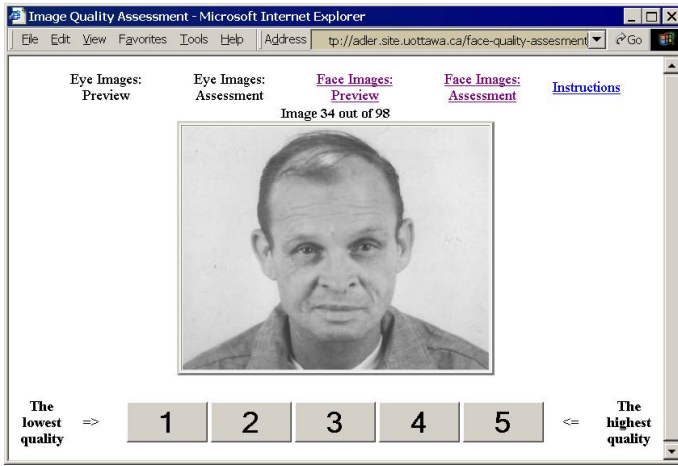 Image Quality Assessment - Microsoft Internet Explorer
File Edit View Favorites Tools Help Address tp://adler.site.uottawa.ca/face-quality-assesment Go
Eye Images: Eye Images: Face Images: Face Images: Instructions
Preview Assessment Preview Assessment
Image 34 out of 98
The lowest quality => 1 2 3 4 5 <= The highest quality